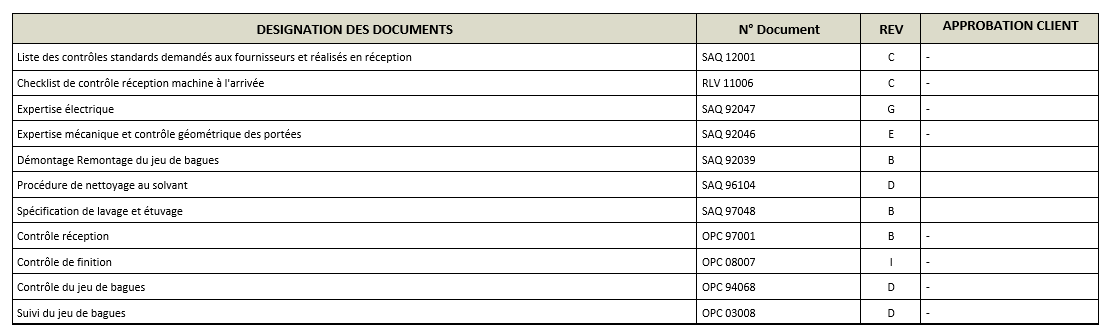 DESIGNATION DES DOCUMENTS N° Document REV APPROBATION CLIENT
Liste des contrôles standards demandés aux fournisseurs et réalisés en réception SAQ 12001 C -
Checklist de contrôle réception machine à l'arrivée RLV 11006 C -
Expertise électrique SAQ 92047 G -
Expertise mécanique et contrôle géométrique des portées SAQ 92046 E -
Démontage Remontage du jeu de bagues SAQ 92039 B
Procédure de nettoyage au solvant SAQ 96104 D
Spécification de lavage et étuvage SAQ 97048 B
Contrôle réception OPC 97001 B -
Contrôle de finition OPC 08007 I -
Contrôle du jeu de bagues OPC 94068 D -
Suivi du jeu de bagues OPC 03008 D -